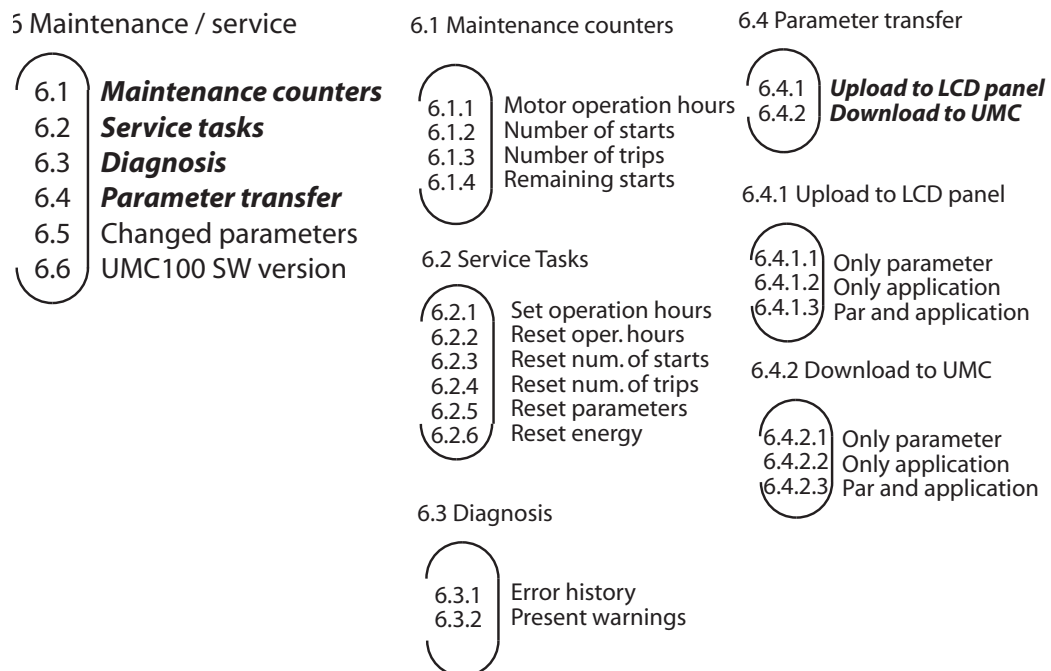 6 Maintenance / service
6.1 Maintenance counters
6.2 Service tasks
6.3 Diagnosis
6.4 Parameter transfer
6.5 Changed parameters
6.6 UMC100 SW version
6.1 Maintenance counters
6.1.1 Motor operation hours
6.1.2 Number of starts
6.1.3 Number of trips
6.1.4 Remaining starts
6.2 Service Tasks
6.2.1 Set operation hours
6.2.2 Reset oper. hours
6.2.3 Reset num. of starts
6.2.4 Reset num. of trips
6.2.5 Reset parameters
6.2.6 Reset energy
6.3 Diagnosis
6.3.1 Error history
6.3.2 Present warnings
6.4 Parameter transfer
6.4.1 Upload to LCD panel
6.4.2 Download to UMC
6.4.1 Upload to LCD panel
6.4.1.1 Only parameter
6.4.1.2 Only application
6.4.1.3 Par and application
6.4.2 Download to UMC
6.4.2.1 Only parameter
6.4.2.2 Only application
6.4.2.3 Par and application